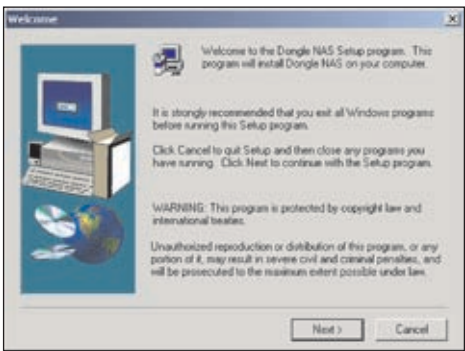 Welcome
Welcome to the Dongle NAS Setup program. This
program will install Dongle NAS on your computer.
It is strongly recommended that you exit all Windows programs
before running this Setup program.
Click Cancel to quit Setup and then close any programs you
have running. Click Next to continue with the Setup program.
WARNING: This program is protected by copyright law and
international treaties.
Unauthorized reproduction or distribution of this program, or any
portion of it, may result in severe civil and criminal penalties, and
will be prosecuted to the maximum extent possible under law.
Next >
Cancel